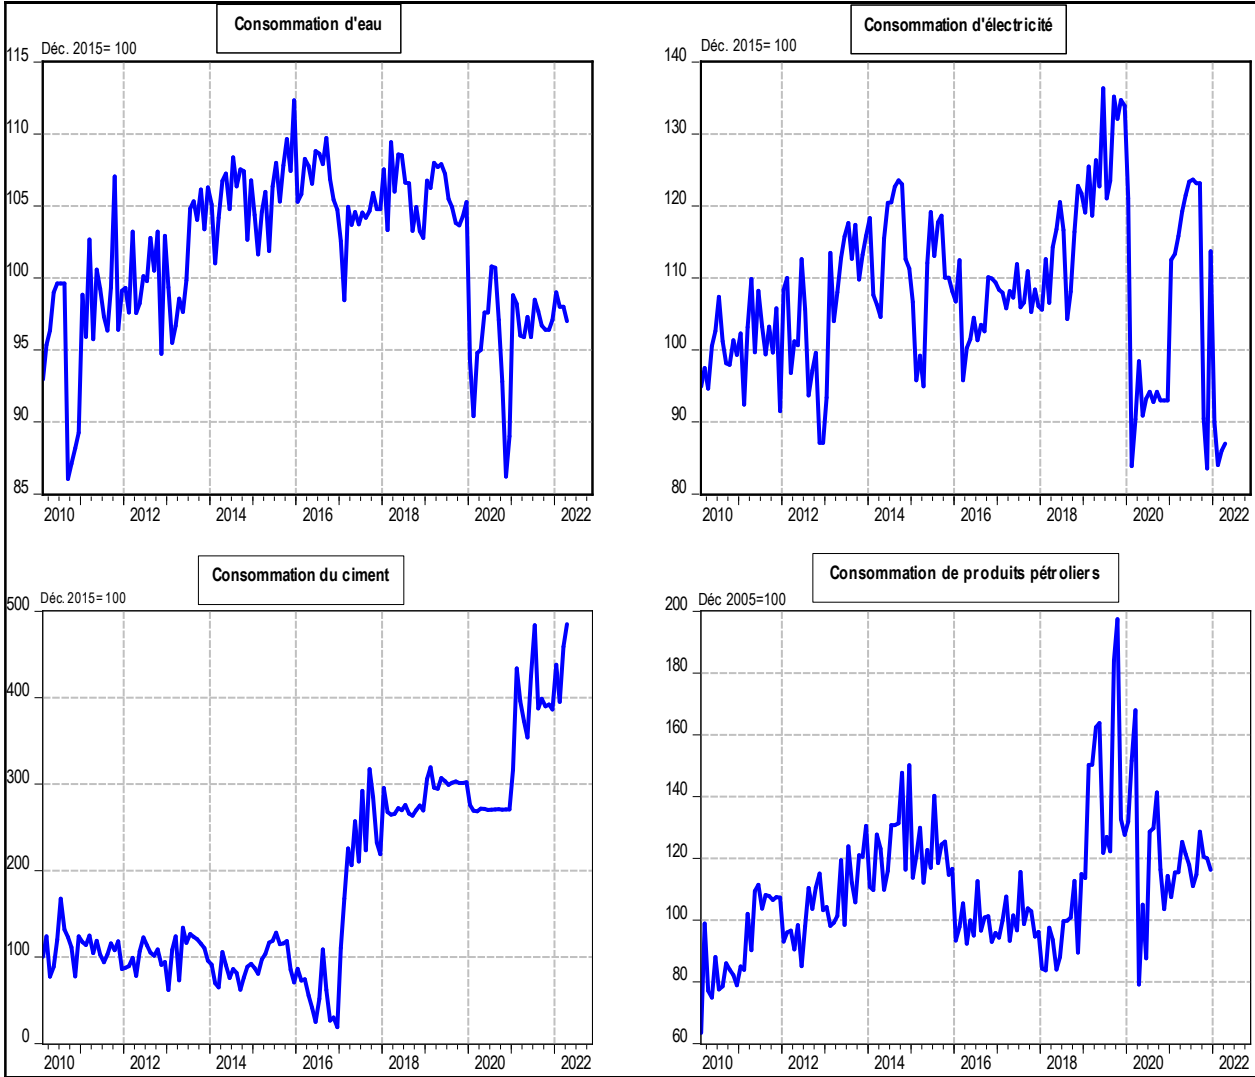 Consommation d'eau
Déc. 2015= 100
115
110
105
100
95
90
85
2010 2012 2014 2016 2018 2020 2022
Consommation d'électricité
Déc. 2015= 100
140
130
120
110
100
90
80
2010 2012 2014 2016 2018 2020 2022
Consommation du ciment
Déc. 2015= 100
500
400
300
200
100
0
2010 2012 2014 2016 2018 2020 2022
Consommation de produits pétroliers
Déc 2005=100
200
180
160
140
120
100
80
60
2010 2012 2014 2016 2018 2020 2022